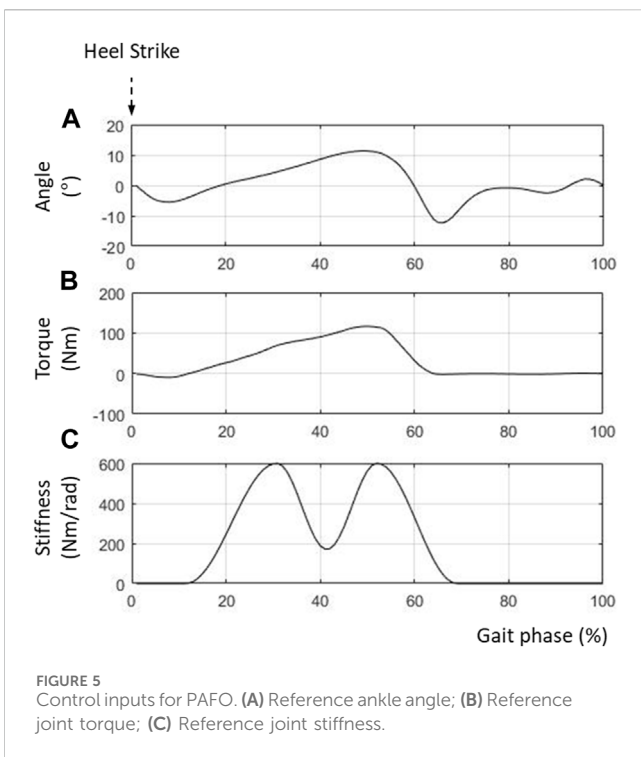 Heel Strike
A
20
10
0
-10
-20
Angle
(°)
0 20 40 60 80 100
B
200
100
0
-100
Torque
(Nm)
0 20 40 60 80 100
C
600
400
200
0
Stiffness
(Nm/rad)
0 20 40 60 80 100
Gait phase (%)
FIGURE 5
Control inputs for PAFO. (A) Reference ankle angle; (B) Reference
joint torque; (C) Reference joint stiffness.